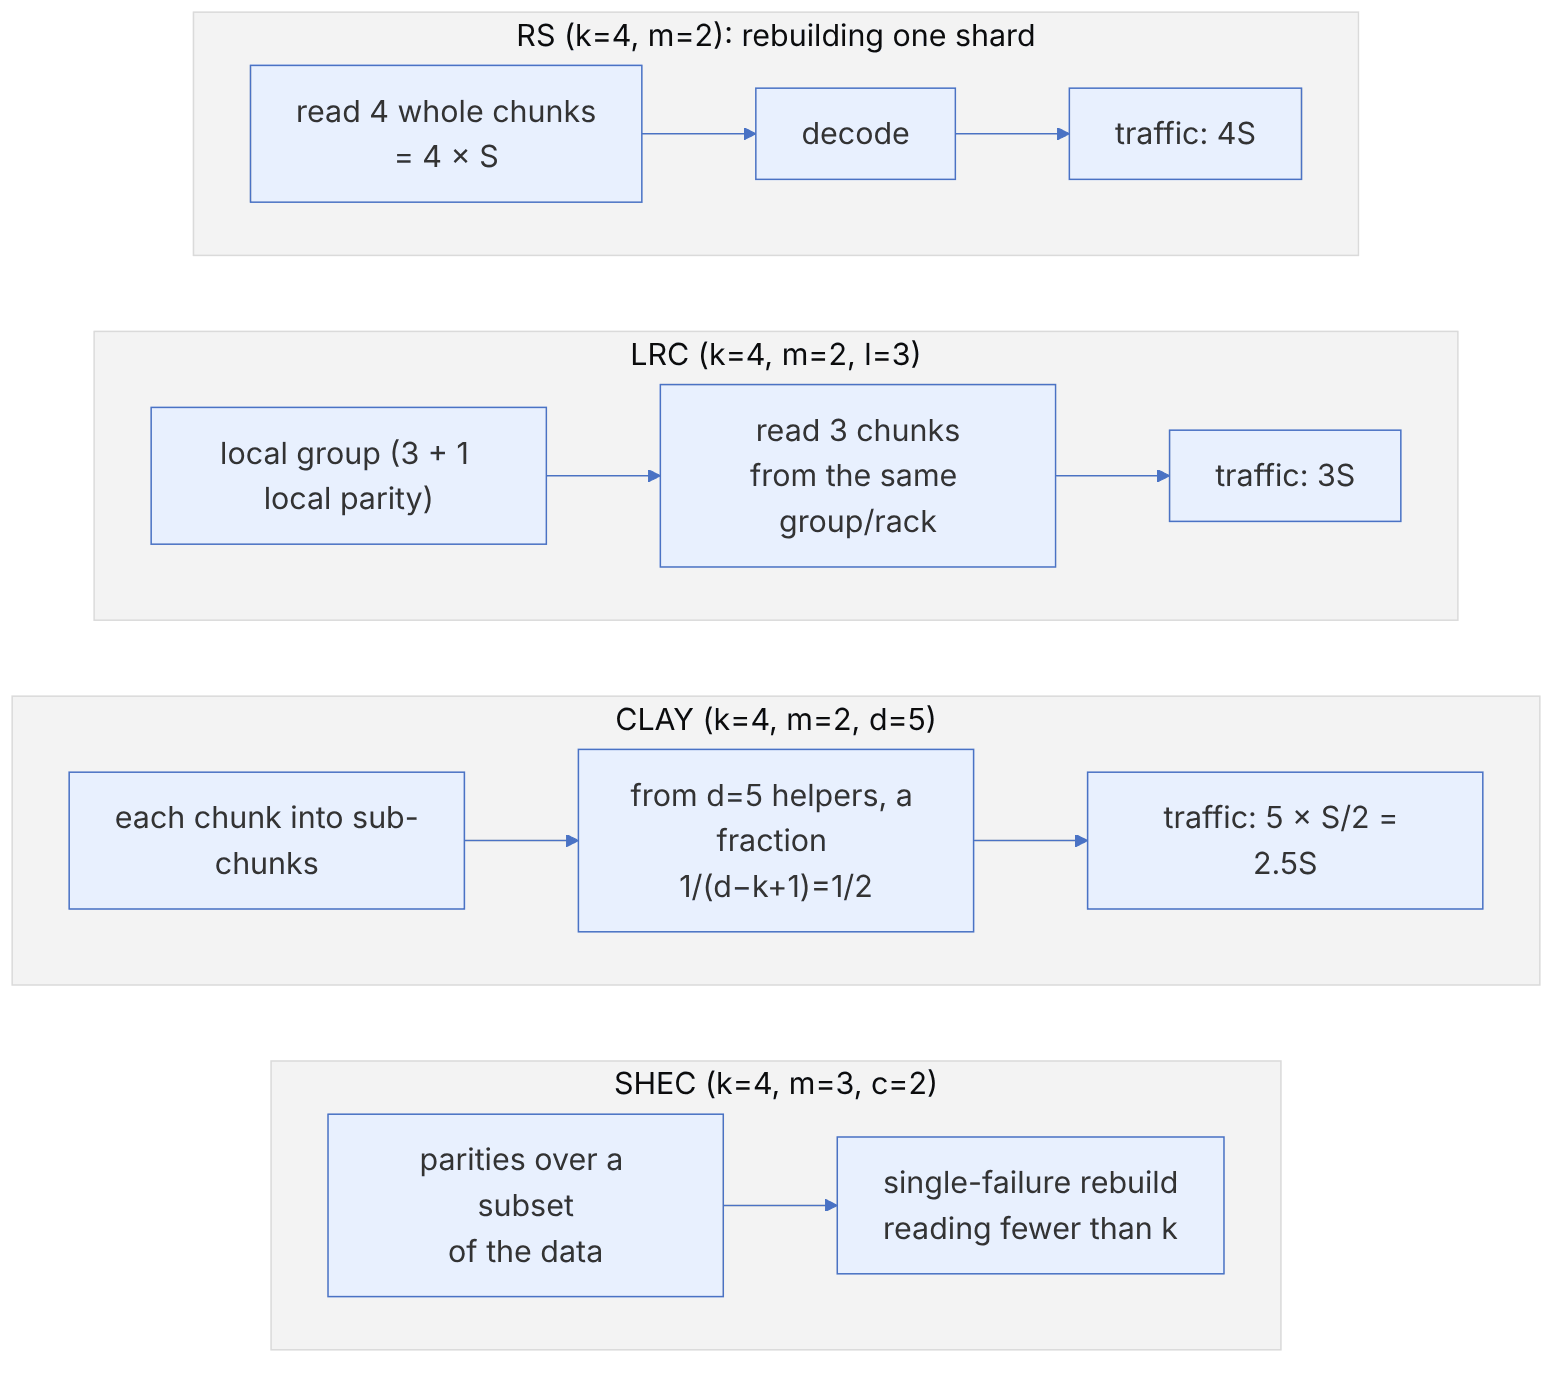 RS (k=4, m=2): rebuilding one shard
read 4 whole chunks
= 4 × S
decode
traffic: 4S
LRC (k=4, m=2, l=3)
local group (3 + 1
local parity)
read 3 chunks
from the same
group/rack
traffic: 3S
CLAY (k=4, m=2, d=5)
each chunk into sub-
chunks
from d=5 helpers, a
fraction
1/(d−k+1)=1/2
traffic: 5 × S/2 =
2.5S
SHEC (k=4, m=3, c=2)
parities over a
subset
of the data
single-failure rebuild
reading fewer than k